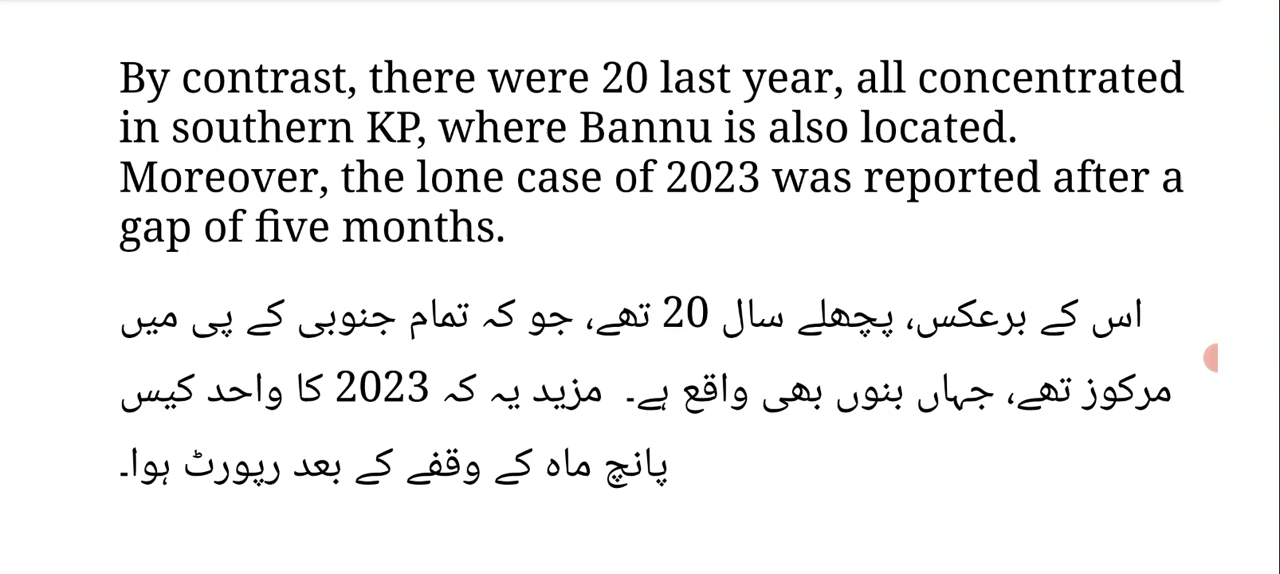 By contrast, there were 20 last year, all concentrated
in southern KP, where Bannu is also located.
Moreover, the lone case of 2023 was reported after a
gap of five months.
اس کے برعکس، پچھلے سال 20 تھے، جو کہ تمام جنوبی کے پی میں
مرکوز تھے، جہاں بنوں بھی واقع ہے۔ مزید یہ کہ 2023 کا واحد کیس
پانچ ماہ کے وقفے کے بعد رپورٹ ہوا۔